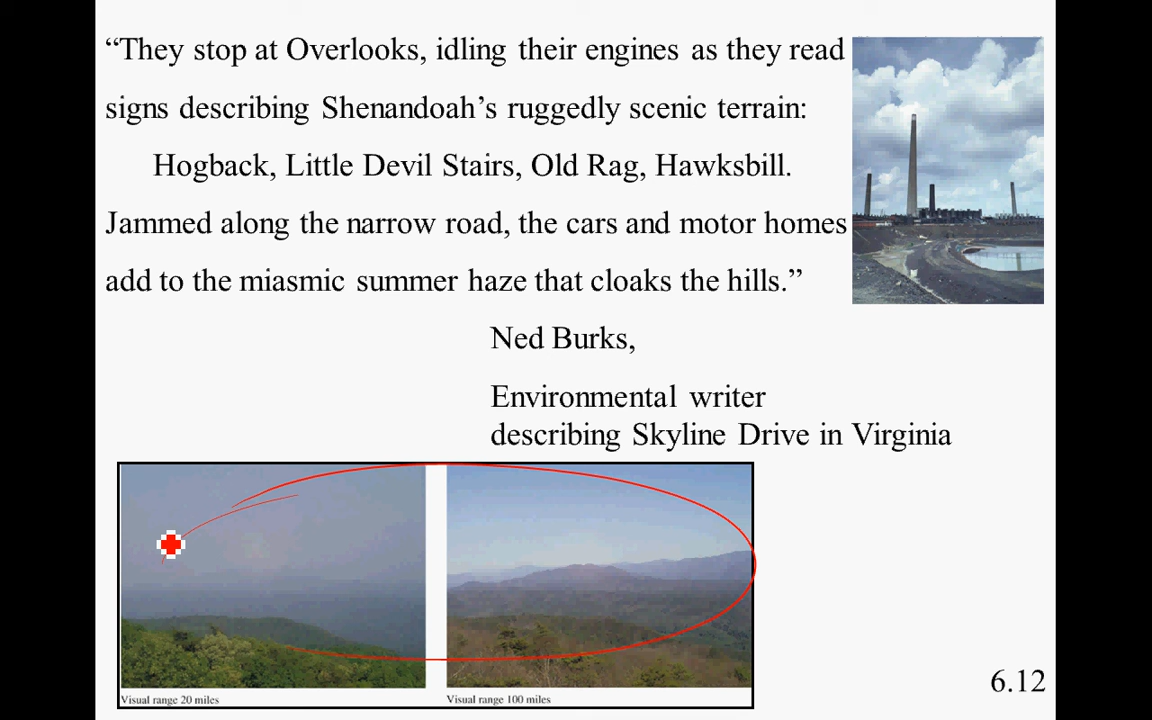 “They stop at Overlooks, idling their engines as they read
signs describing Shenandoah’s ruggedly scenic terrain:
Hogback, Little Devil Stairs, Old Rag, Hawksbill.
Jammed along the narrow road, the cars and motor homes
add to the miasmic summer haze that cloaks the hills.”
Ned Burks,
Environmental writer
describing Skyline Drive in Virginia
Visual range 20 miles
Visual range 100 miles
6.12